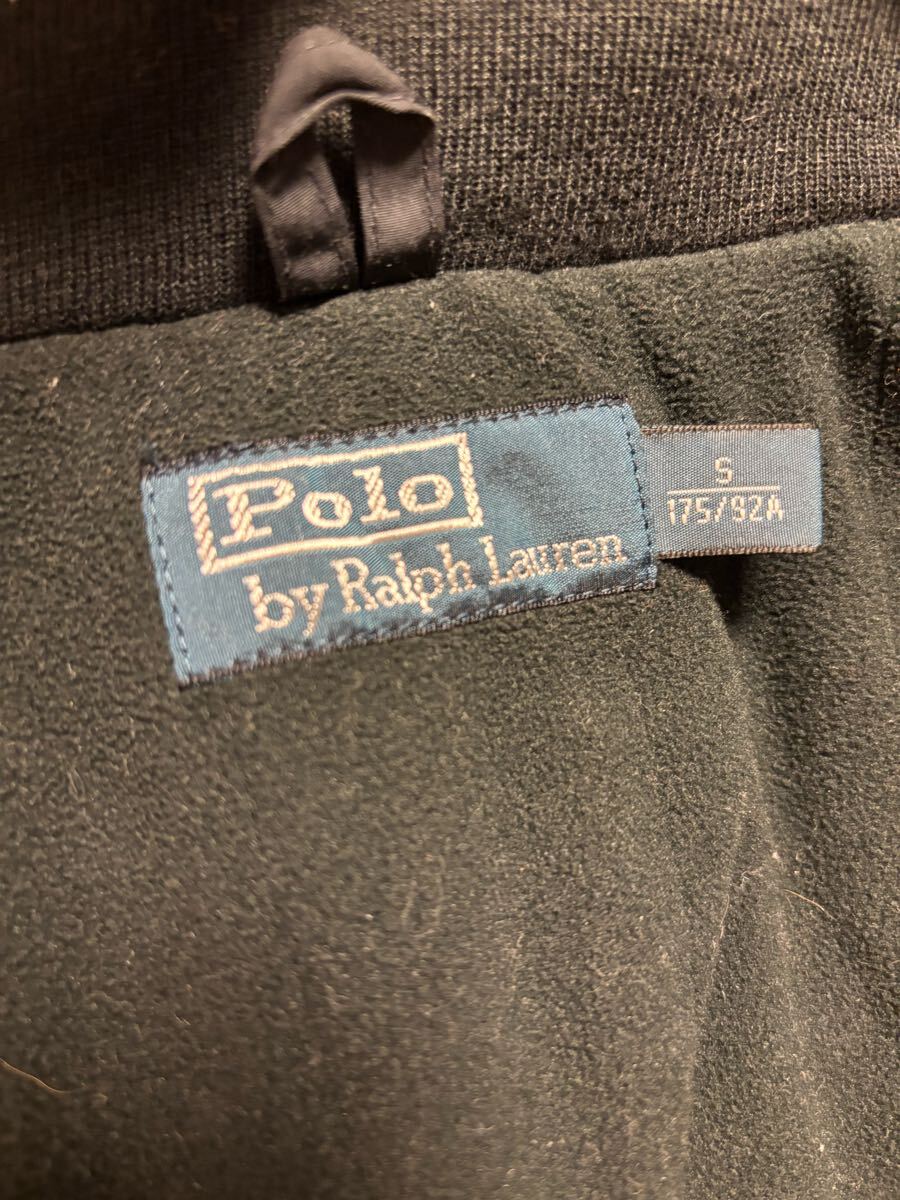 Polo
by Ralph Lauren
S
175/92A